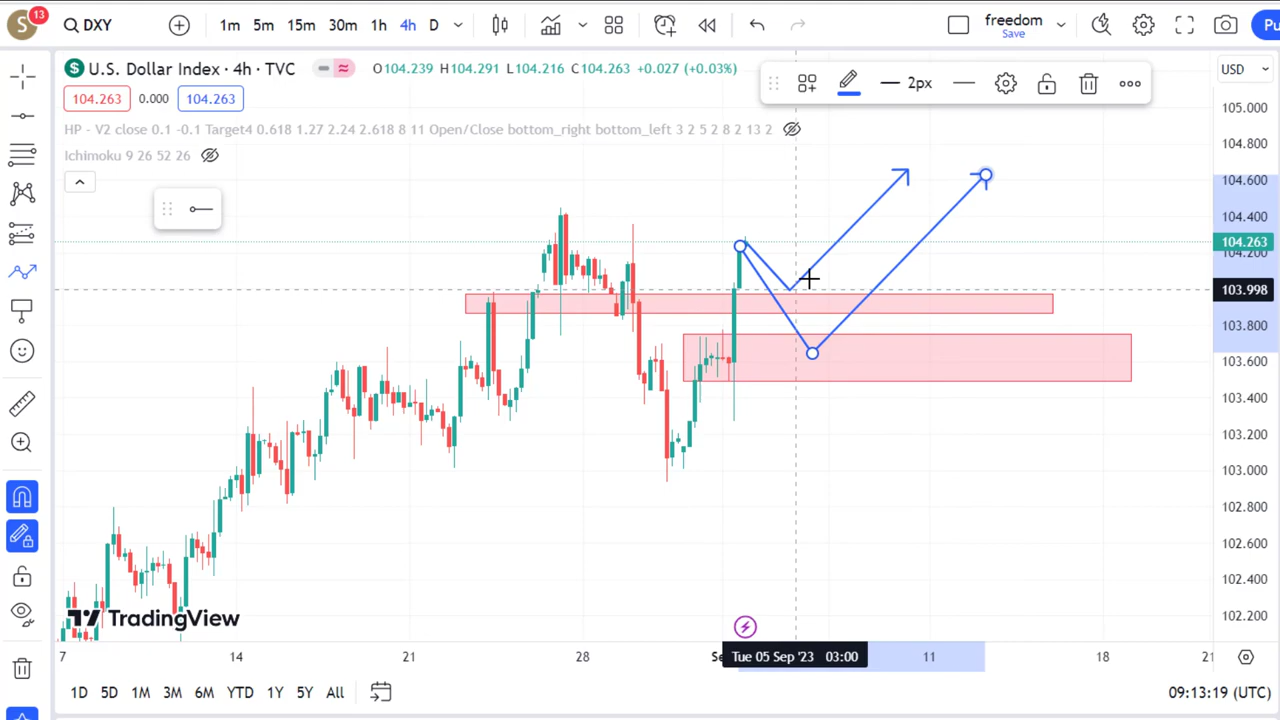 S 13 DXY 1m 5m 15m 30m 1h 4h D freedom Save Pu
$ U.S. Dollar Index · 4h · TVC O104.239 H104.291 L104.216 C104.263 +0.027 (+0.03%) 2px USD
104.263 0.000 104.263
HP - V2 close 0.1 -0.1 Target4 0.618 1.27 2.24 2.618 8 11 Open/Close bottom_right bottom_left 3 2 5 2 8 2 13 2
Ichimoku 9 26 52 26
105.000
104.800
104.600
104.400
104.263
104.200
103.998
103.800
103.600
103.400
103.200
103.000
102.800
102.600
102.400
102.200
TradingView
7 14 21 28 Se Tue 05 Sep '23 03:00 11 18 21
1D 5D 1M 3M 6M YTD 1Y 5Y All 09:13:19 (UTC)